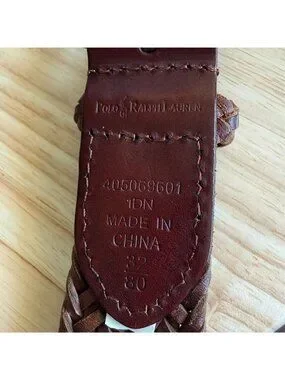 POLO RALPH LAUREN
405069601
1DN
MADE IN
CHINA
32
80